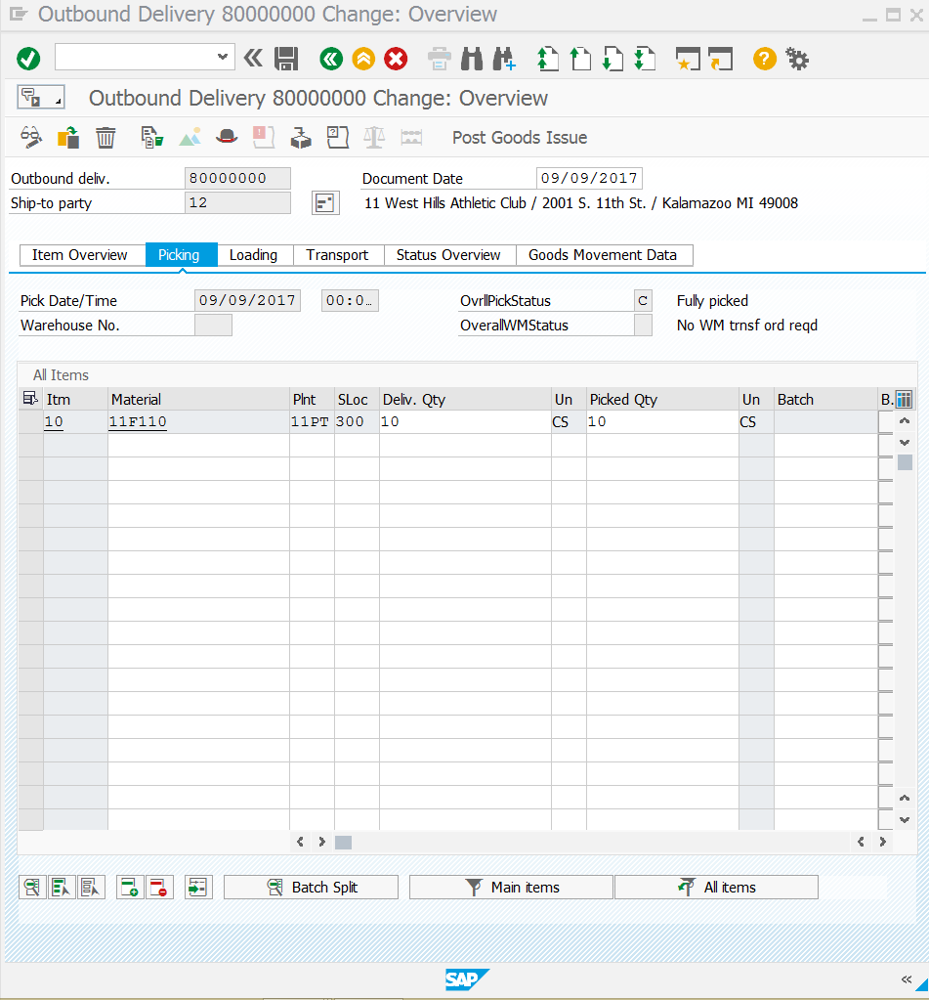 Outbound Delivery 80000000 Change: Overview
Outbound Delivery 80000000 Change: Overview
Post Goods Issue
Outbound deliv. 80000000 Document Date 09/09/2017
Ship-to party 12 11 West Hills Athletic Club / 2001 S. 11th St. / Kalamazoo MI 49008
Item Overview Picking Loading Transport Status Overview Goods Movement Data
Pick Date/Time 09/09/2017 00:0… OvrllPickStatus C Fully picked
Warehouse No. OverallWMStatus No WM trnsf ord reqd
All Items
Itm Material Plnt SLoc Deliv. Qty Un Picked Qty Un Batch B.
10 11F110 11PT 300 10 CS 10 CS
Batch Split Main items All items
SAP